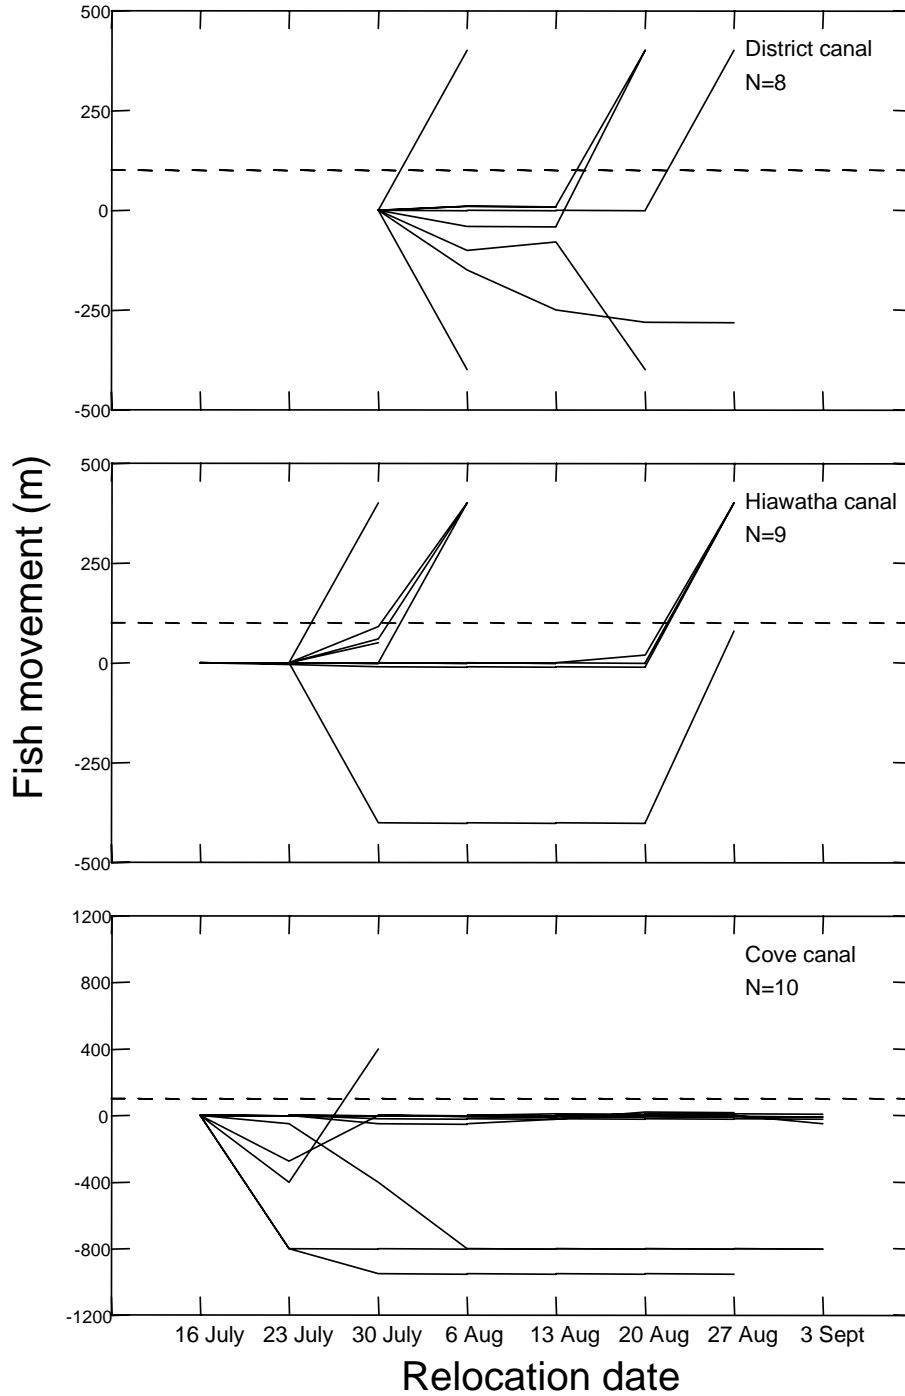 500
250
0
-250
-500
District canal
N=8
Fish movement (m)
500
250
0
-250
-500
Hiawatha canal
N=9
1200
800
400
0
-400
-800
-1200
Cove canal
N=10
16 July 23 July 30 July 6 Aug 13 Aug 20 Aug 27 Aug 3 Sept
Relocation date